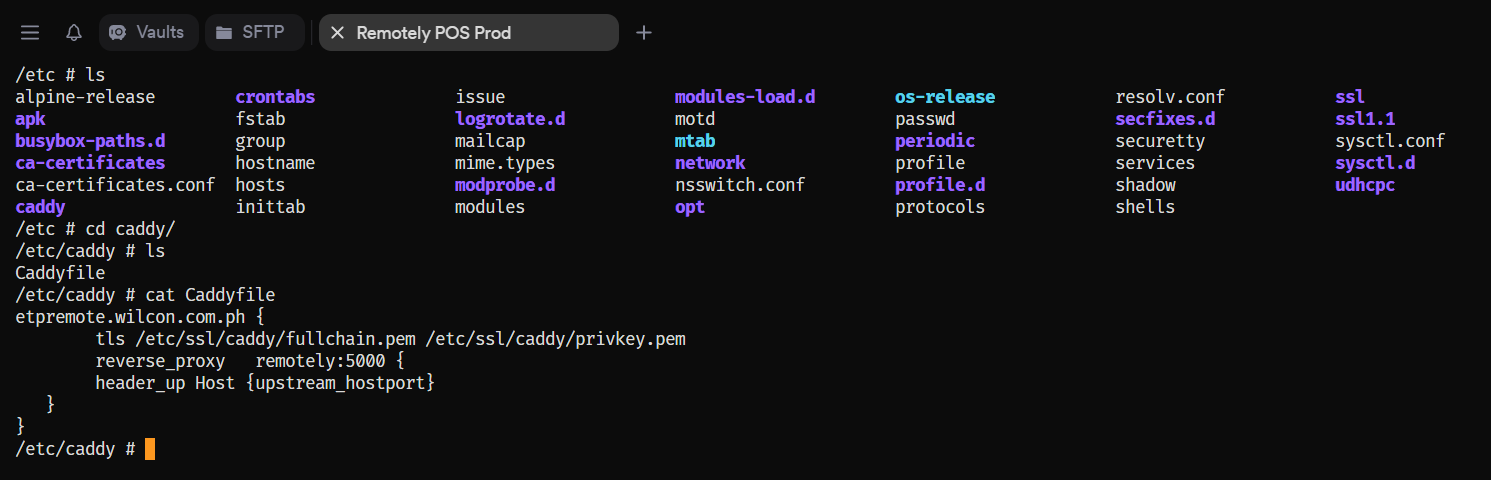 Vaults SFTP Remotely POS Prod
/etc # ls
alpine-release crontabs issue modules-load.d os-release resolv.conf ssl
apk fstab logrotate.d motd passwd secfixes.d ssl1.1
busybox-paths.d group mailcap mtab periodic securetty sysctl.conf
ca-certificates hostname mime.types network profile services sysctl.d
ca-certificates.conf hosts modprobe.d nsswitch.conf profile.d shadow udhcpc
caddy inittab modules opt protocols shells
/etc # cd caddy/
/etc/caddy # ls
Caddyfile
/etc/caddy # cat Caddyfile
etpremote.wilcon.com.ph {
        tls /etc/ssl/caddy/fullchain.pem /etc/ssl/caddy/privkey.pem
        reverse_proxy   remotely:5000 {
        header_up Host {upstream_hostport}
   }
}
/etc/caddy #